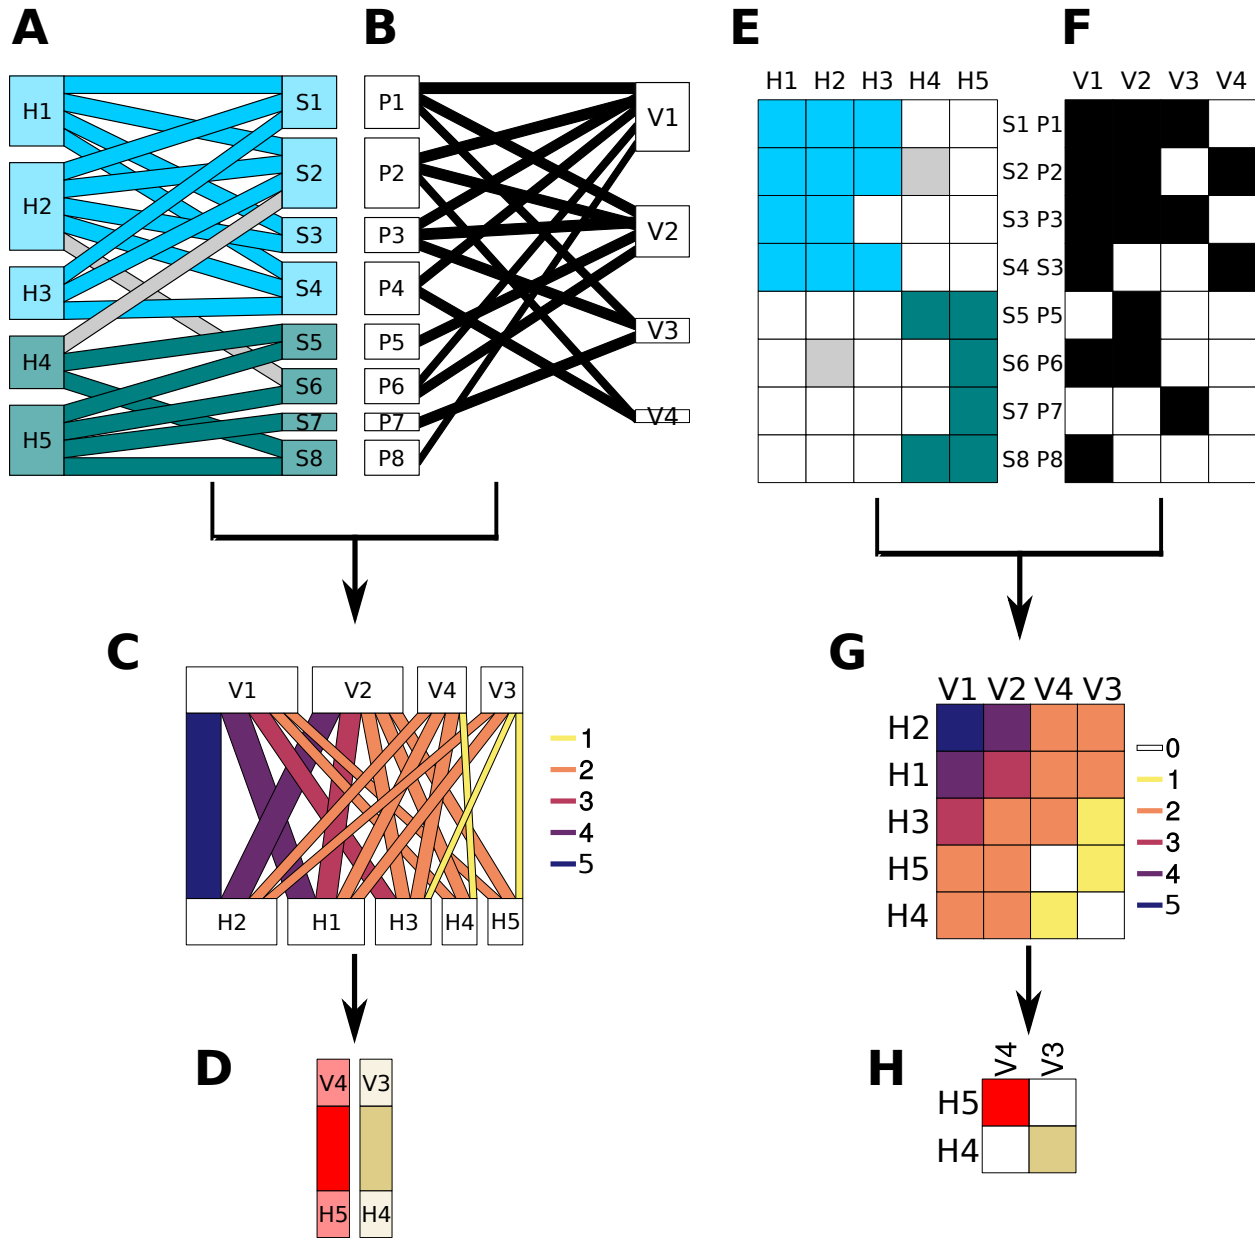 A
B
E
F
H1
S1
H2
S2
S3
H3
S4
H4
S5
S6
H5
S7
S8
P1
V1
P2
P3
V2
P4
P5
V3
P6
P7
V4
P8
H1 H2 H3 H4 H5
V1 V2 V3 V4
S1 P1
S2 P2
S3 P3
S4 S3
S5 P5
S6 P6
S7 P7
S8 P8
C
V1 V2 V4 V3
1
2
3
4
5
H2 H1 H3 H4 H5
G
V1 V2 V4 V3
H2
H1
H3
H5
H4
0
1
2
3
4
5
D
V4 V3
H5 H4
H
V4 V3
H5
H4